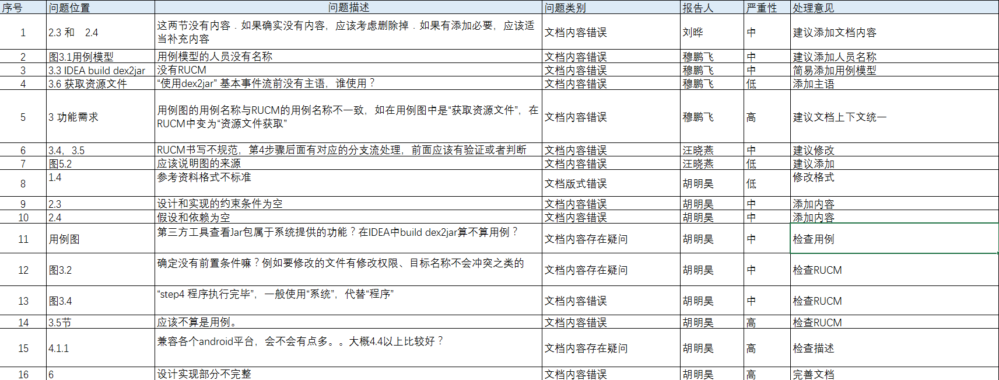 序号 问题位置 问题描述 问题类别 报告人 严重性 处理意见
1 2.3 和 2.4 这两节没有内容．如果确实没有内容，应该考虑删除掉．如果有添加必要，应该适 文档内容错误 刘晔 中 建议添加文档内容
当补充内容
2 图3.1用例模型 用例模型的人员没有名称 文档内容错误 穆鹏飞 中 建议添加人员名称
3 3.3 IDEA build dex2jar 没有RUCM 文档内容错误 穆鹏飞 中 简易添加用例模型
4 3.6 获取资源文件 “使用dex2jar” 基本事件流前没有主语，谁使用？ 文档内容错误 穆鹏飞 低 添加主语
5 3 功能需求 用例图的用例名称与RUCM的用例名称不一致，如在用例图中是“获取资源文件”，在 文档内容错误 穆鹏飞 高 建议文档上下文统一
RUCM中变为“资源文件获取”
6 3.4，3.5 RUCM书写不规范，第4步骤后面有对应的分支流处理，前面应该有验证或者判断 文档内容错误 汪晓燕 中 建议修改
7 图5.2 应该说明图的来源 文档内容错误 汪晓燕 低 建议添加
8 1.4 参考资料格式不标准 文档版式错误 胡明昊 低 修改格式
9 2.3 设计和实现的约束条件为空 文档内容错误 胡明昊 中 添加内容
10 2.4 假设和依赖为空 文档内容错误 胡明昊 中 添加内容
11 用例图 第三方工具查看Jar包属于系统提供的功能？在IDEA中build dex2jar算不算用例？ 文档内容存在疑问 胡明昊 中 检查用例
12 图3.2 确定没有前置条件嘛？例如要修改的文件有修改权限、目标名称不会冲突之类的 文档内容存在疑问 胡明昊 中 检查RUCM
13 图3.4 “step4 程序执行完毕”，一般使用“系统”，代替“程序” 文档内容错误 胡明昊 中 检查RUCM
14 3.5节 应该不算是用例。 文档内容错误 胡明昊 高 检查RUCM
15 4.1.1 兼容各个android平台，会不会有点多。。大概4.4以上比较好？ 文档内容存在疑问 胡明昊 高 检查描述
16 6 设计实现部分不完整 文档内容错误 胡明昊 高 完善文档